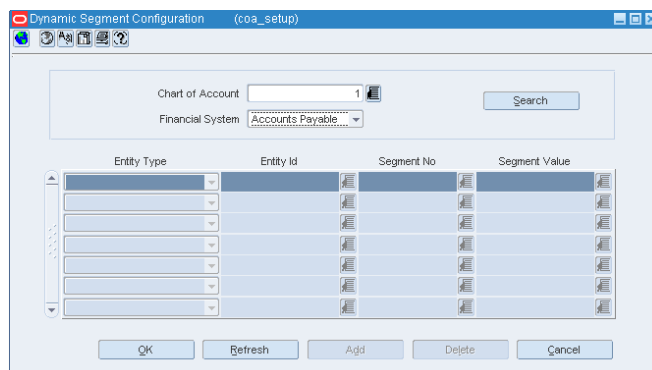 Dynamic Segment Configuration (coa_setup)
Chart of Account 1
Search
Financial System Accounts Payable
Entity Type Entity Id Segment No Segment Value
OK Refresh Add Delete Cancel